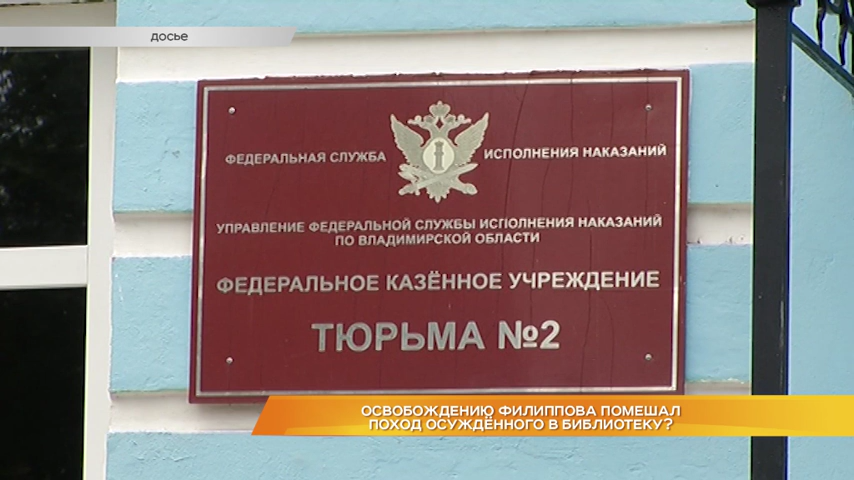 ДОСЬЕ
ФЕДЕРАЛЬНАЯ СЛУЖБА ИСПОЛНЕНИЯ НАКАЗАНИЙ
УПРАВЛЕНИЕ ФЕДЕРАЛЬНОЙ СЛУЖБЫ ИСПОЛНЕНИЯ НАКАЗАНИЙ
ПО ВЛАДИМИРСКОЙ ОБЛАСТИ
ФЕДЕРАЛЬНОЕ КАЗЁННОЕ УЧРЕЖДЕНИЕ
ТЮРЬМА №2
ОСВОБОЖДЕНИЮ ФИЛИППОВА ПОМЕШАЛ
ПОХОД ОСУЖДЁННОГО В БИБЛИОТЕКУ?